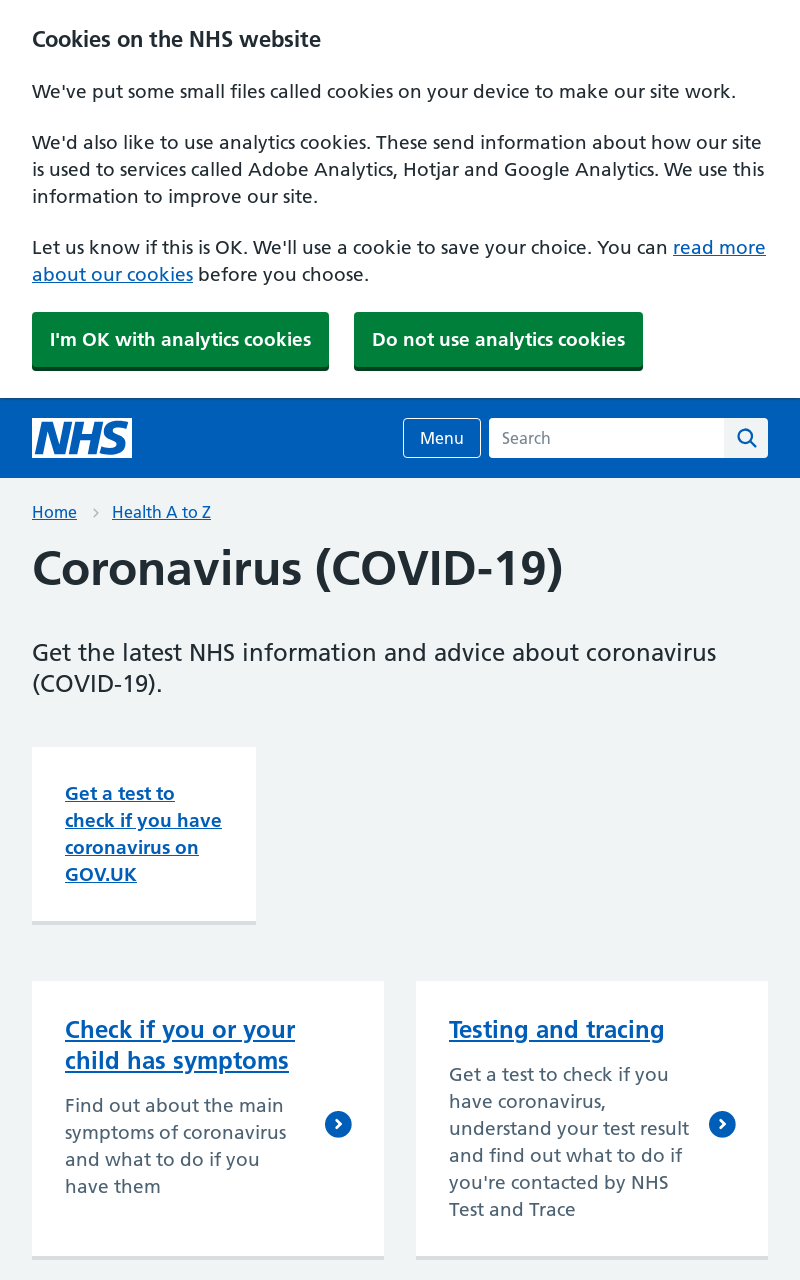 Cookies on the NHS website
We've put some small files called cookies on your device to make our site work.
We'd also like to use analytics cookies. These send information about how our site
is used to services called Adobe Analytics, Hotjar and Google Analytics. We use this
information to improve our site.
Let us know if this is OK. We'll use a cookie to save your choice. You can read more
about our cookies before you choose.
I'm OK with analytics cookies
Do not use analytics cookies
NHS
Menu
Search
Home
Health A to Z
Coronavirus (COVID-19)
Get the latest NHS information and advice about coronavirus
(COVID-19).
Get a test to
check if you have
coronavirus on
GOV.UK
Check if you or your
child has symptoms
Find out about the main
symptoms of coronavirus
and what to do if you
have them
Testing and tracing
Get a test to check if you
have coronavirus,
understand your test result
and find out what to do if
you're contacted by NHS
Test and Trace